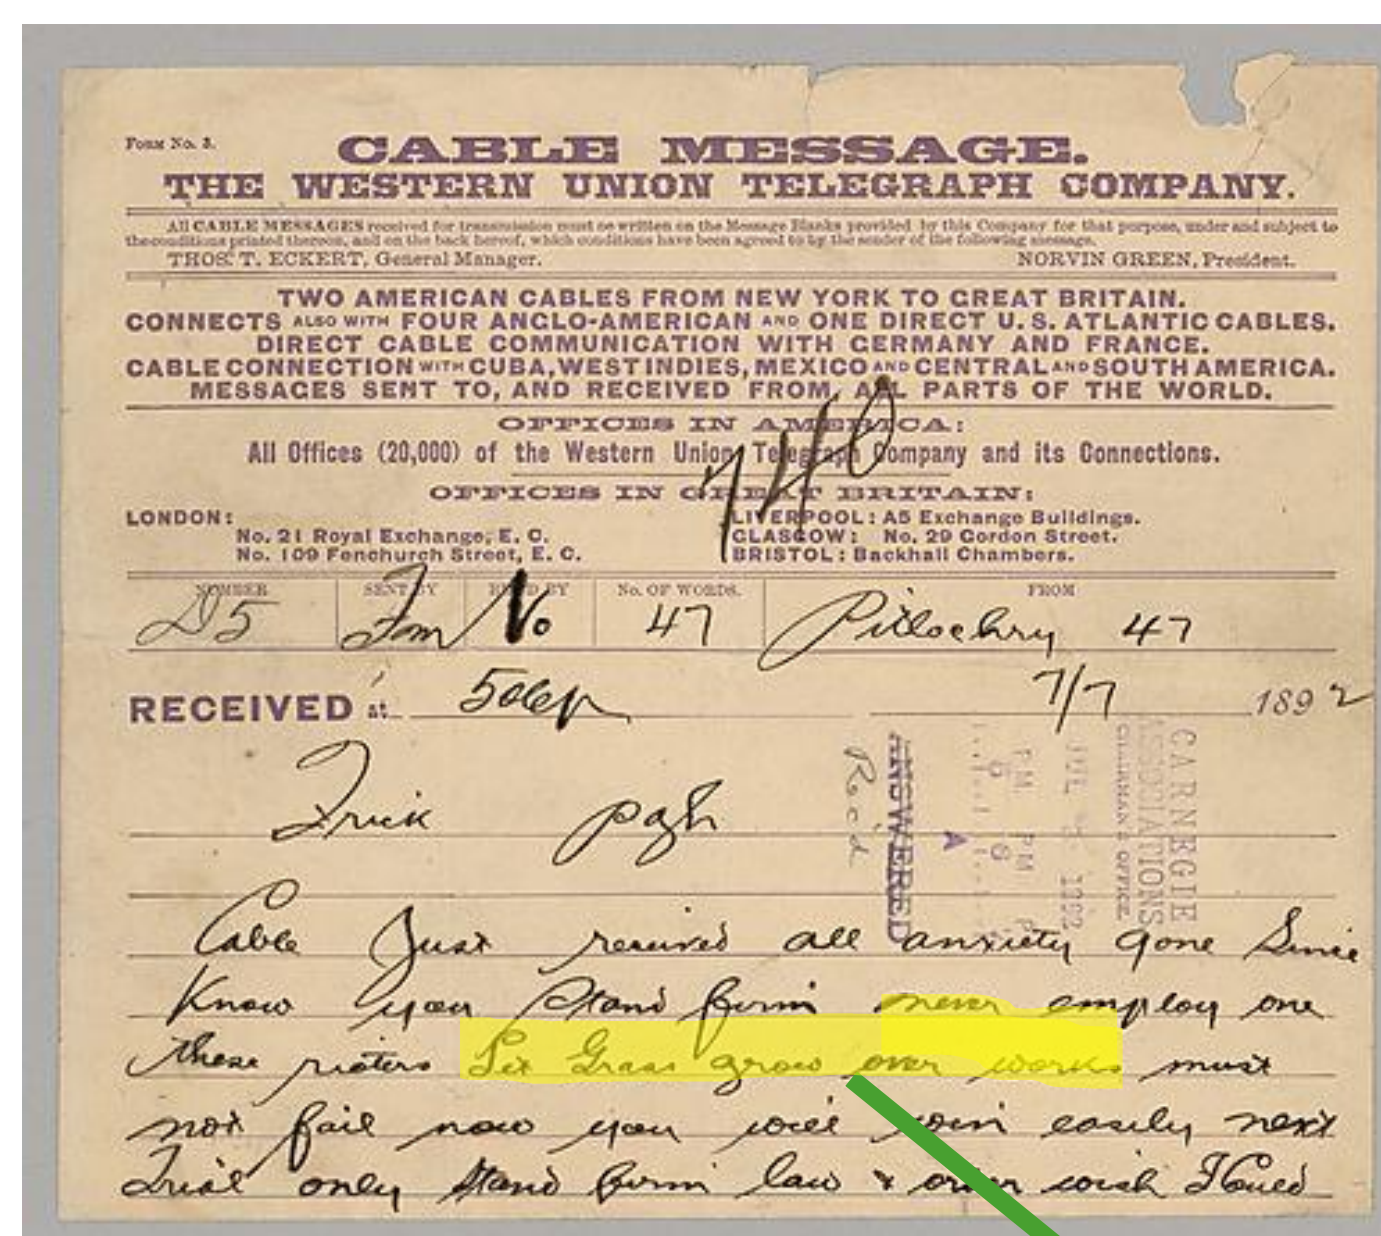 Form No. 3.
CABLE MESSAGE.
THE WESTERN UNION TELEGRAPH COMPANY.
All CABLE MESSAGES received for transmission must be written on the Message Blanks provided by this Company for that purpose, under and subject to
the conditions printed thereon, and on the back hereof, which conditions have been agreed to by the sender of the following message.
THOS. T. ECKERT, General Manager. NORVIN GREEN, President.
TWO AMERICAN CABLES FROM NEW YORK TO GREAT BRITAIN.
CONNECTS ALSO WITH FOUR ANGLO-AMERICAN AND ONE DIRECT U.S. ATLANTIC CABLES.
DIRECT CABLE COMMUNICATION WITH GERMANY AND FRANCE.
CABLE CONNECTION WITH CUBA, WEST INDIES, MEXICO AND CENTRAL AND SOUTH AMERICA.
MESSAGES SENT TO, AND RECEIVED FROM, ALL PARTS OF THE WORLD.
OFFICES IN AMERICA:
All Offices (20,000) of the Western Union Telegraph Company and its Connections.
740
OFFICES IN GREAT BRITAIN:
LONDON: LIVERPOOL: A5 Exchange Buildings.
No. 21 Royal Exchange, E. C. GLASGOW: No. 29 Gordon Street.
No. 109 Fenchurch Street, E. C. BRISTOL: Backhall Chambers.
NUMBER SENT BY REC'D BY No. OF WORDS. FROM
D5 No 47 Pitlochry 47
RECEIVED at 7/7 1892
Frick pgh
ANSWERED
Rec'd
CARNEGIE
ASSOCIATIONS
CHAIRMAN'S OFFICE.
JUL 1892
PM PM
A
Cable Just received all anxiety gone Since
Know you Stand firm never employ one
these rioters Let Grass grow over works must
not fail now you will win easily next
Trial only stand firm law & order wish I Could